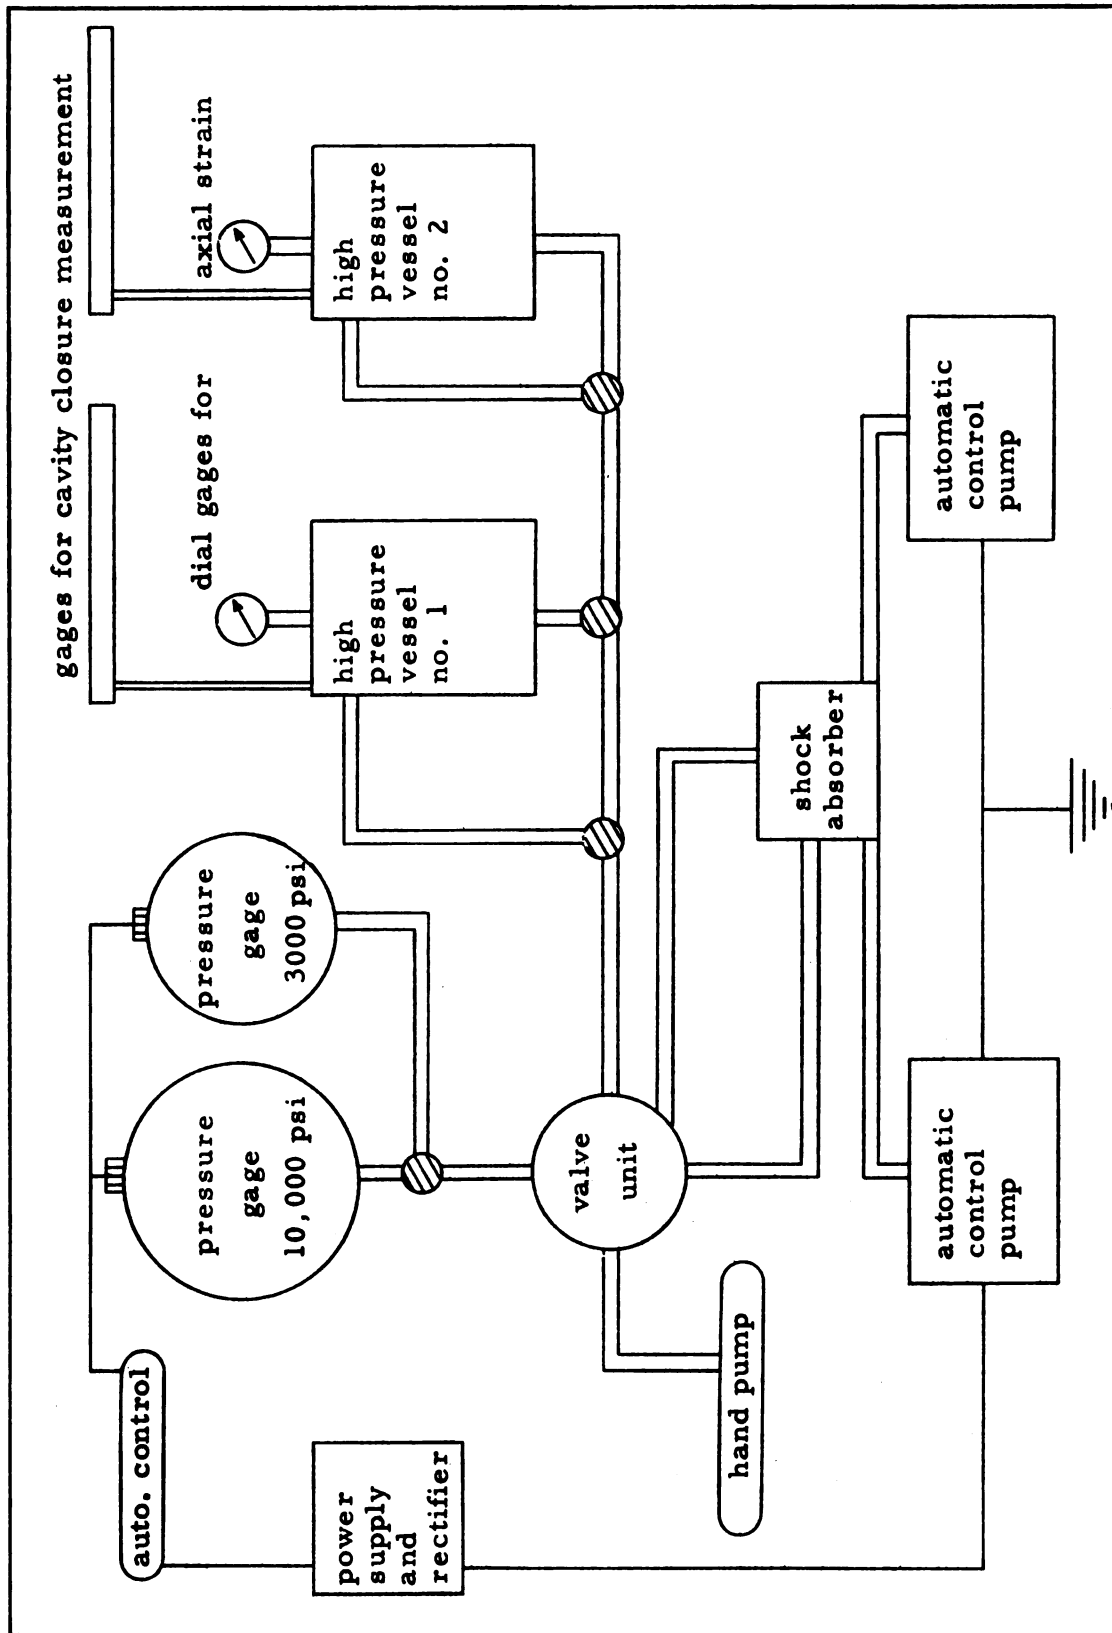 gages for cavity closure measurement
dial gages for
axial strain
auto. control
pressure
gage
10,000 psi
pressure
gage
3000 psi
high
pressure
vessel
no. 1
high
pressure
vessel
no. 2
power
supply
and
rectifier
valve
unit
hand pump
shock
absorber
automatic
control
pump
automatic
control
pump